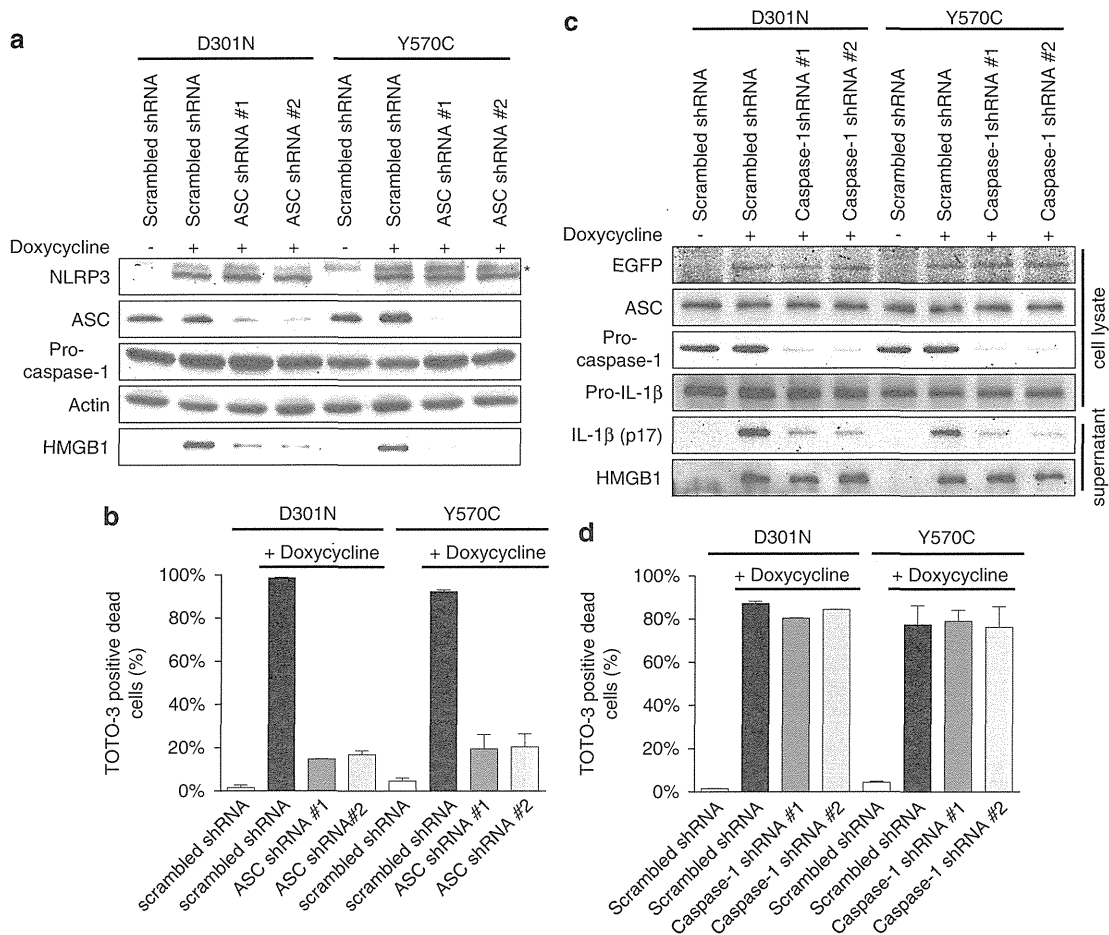 a
D301N
Y570C
Scrambled shRNA
Scrambled shRNA
ASC shRNA #1
ASC shRNA #2
Scrambled shRNA
Scrambled shRNA
ASC shRNA #1
ASC shRNA #2
Doxycycline - + + + - + + +
NLRP3
*
ASC
Pro-
caspase-1
Actin
HMGB1
b
D301N
Y570C
+ Doxycycline
+ Doxycycline
TOTO-3 positive dead
cells (%)
100%
80%
60%
40%
20%
0%
scrambled shRNA
scrambled shRNA
ASC shRNA #1
ASC shRNA#2
scrambled shRNA
scrambled shRNA
ASC shRNA #1
ASC shRNA #2
c
D301N
Y570C
Scrambled shRNA
Scrambled shRNA
Caspase-1shRNA #1
Caspase-1 shRNA #2
Scrambled shRNA
Scrambled shRNA
Caspase-1 shRNA #1
Caspase-1 shRNA #2
Doxycycline - + + + - + + +
EGFP
ASC
Pro-
caspase-1
Pro-IL-1β
cell lysate
IL-1β (p17)
HMGB1
supernatant
d
D301N
Y570C
+ Doxycycline
+ Doxycycline
TOTO-3 positive dead
cells (%)
100%
80%
60%
40%
20%
0%
Scrambled shRNA
Scrambled shRNA
Caspase-1 shRNA #1
Caspase-1 shRNA #2
Scrambled shRNA
Scrambled shRNA
Caspase-1 shRNA #1
Caspase-1 shRNA #2